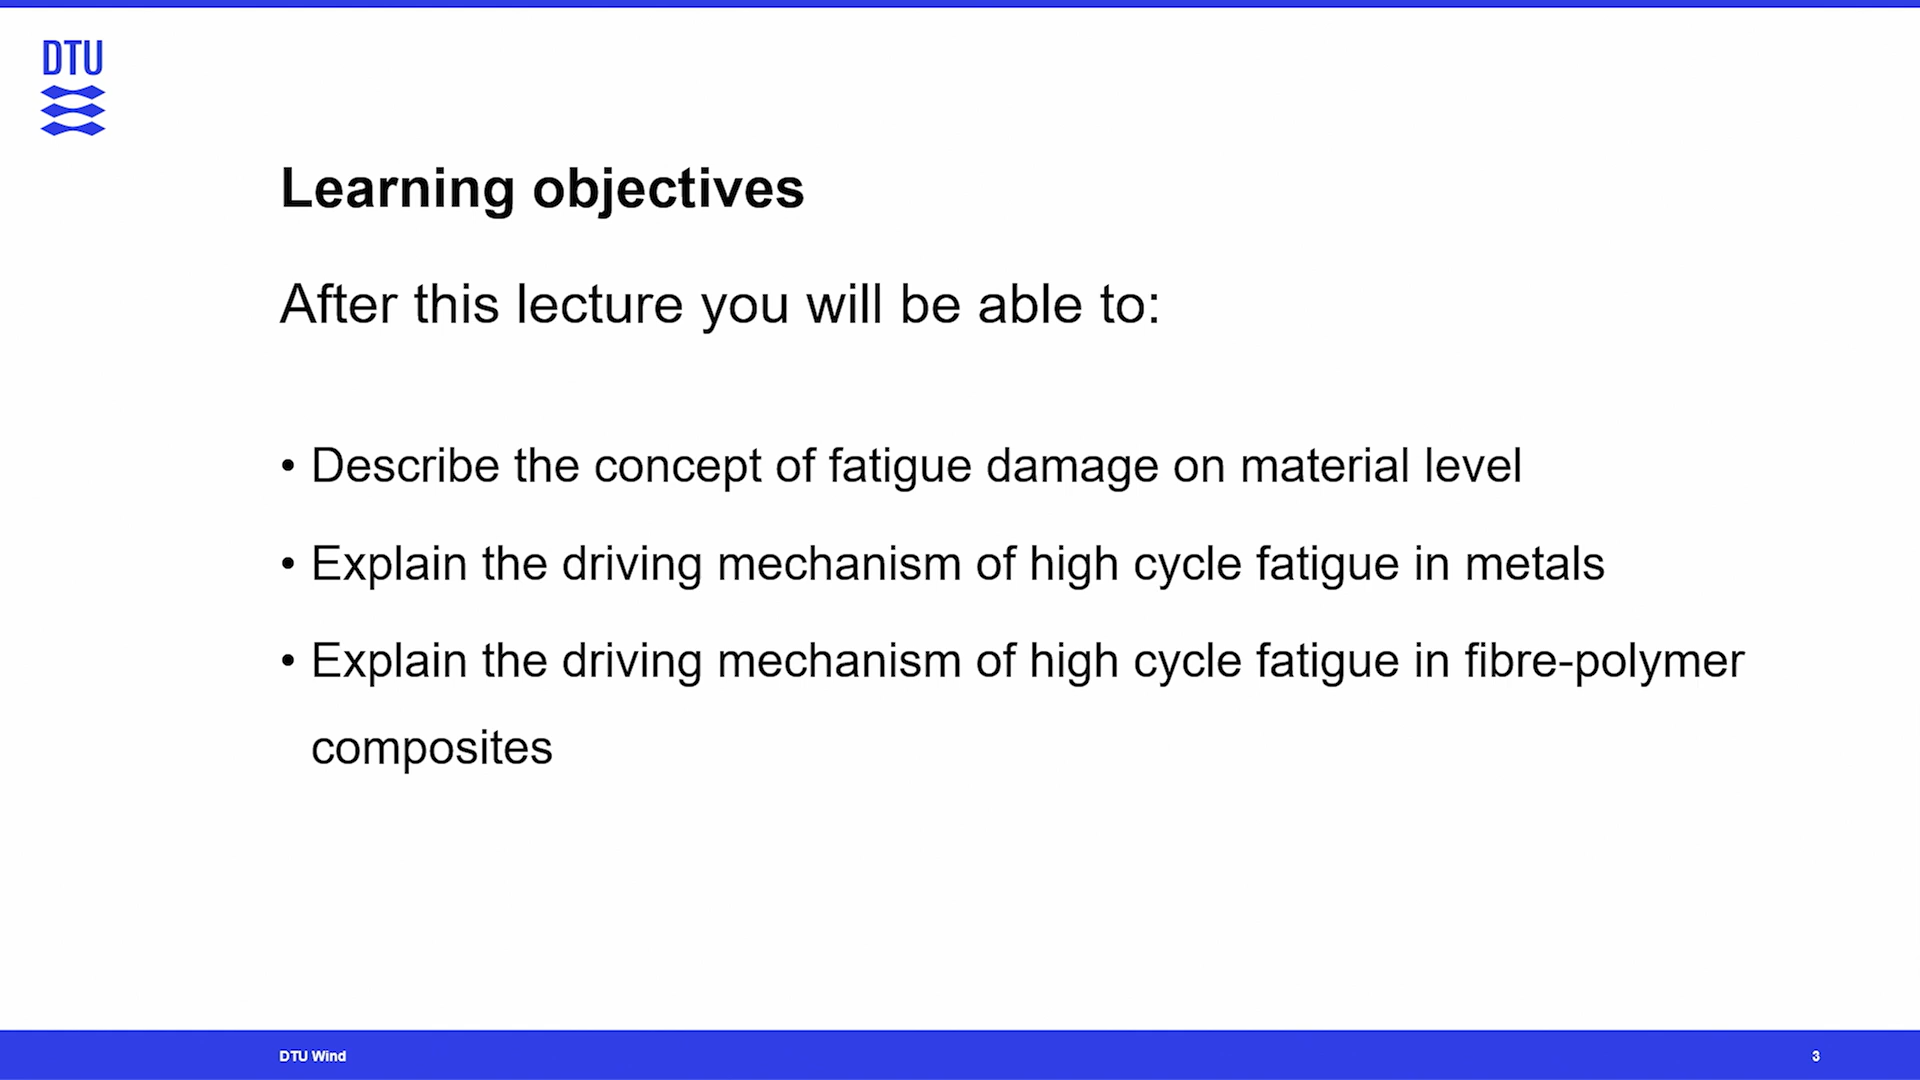 DTU
Learning objectives
After this lecture you will be able to:
• Describe the concept of fatigue damage on material level
• Explain the driving mechanism of high cycle fatigue in metals
• Explain the driving mechanism of high cycle fatigue in fibre-polymer
composites
DTU Wind
3